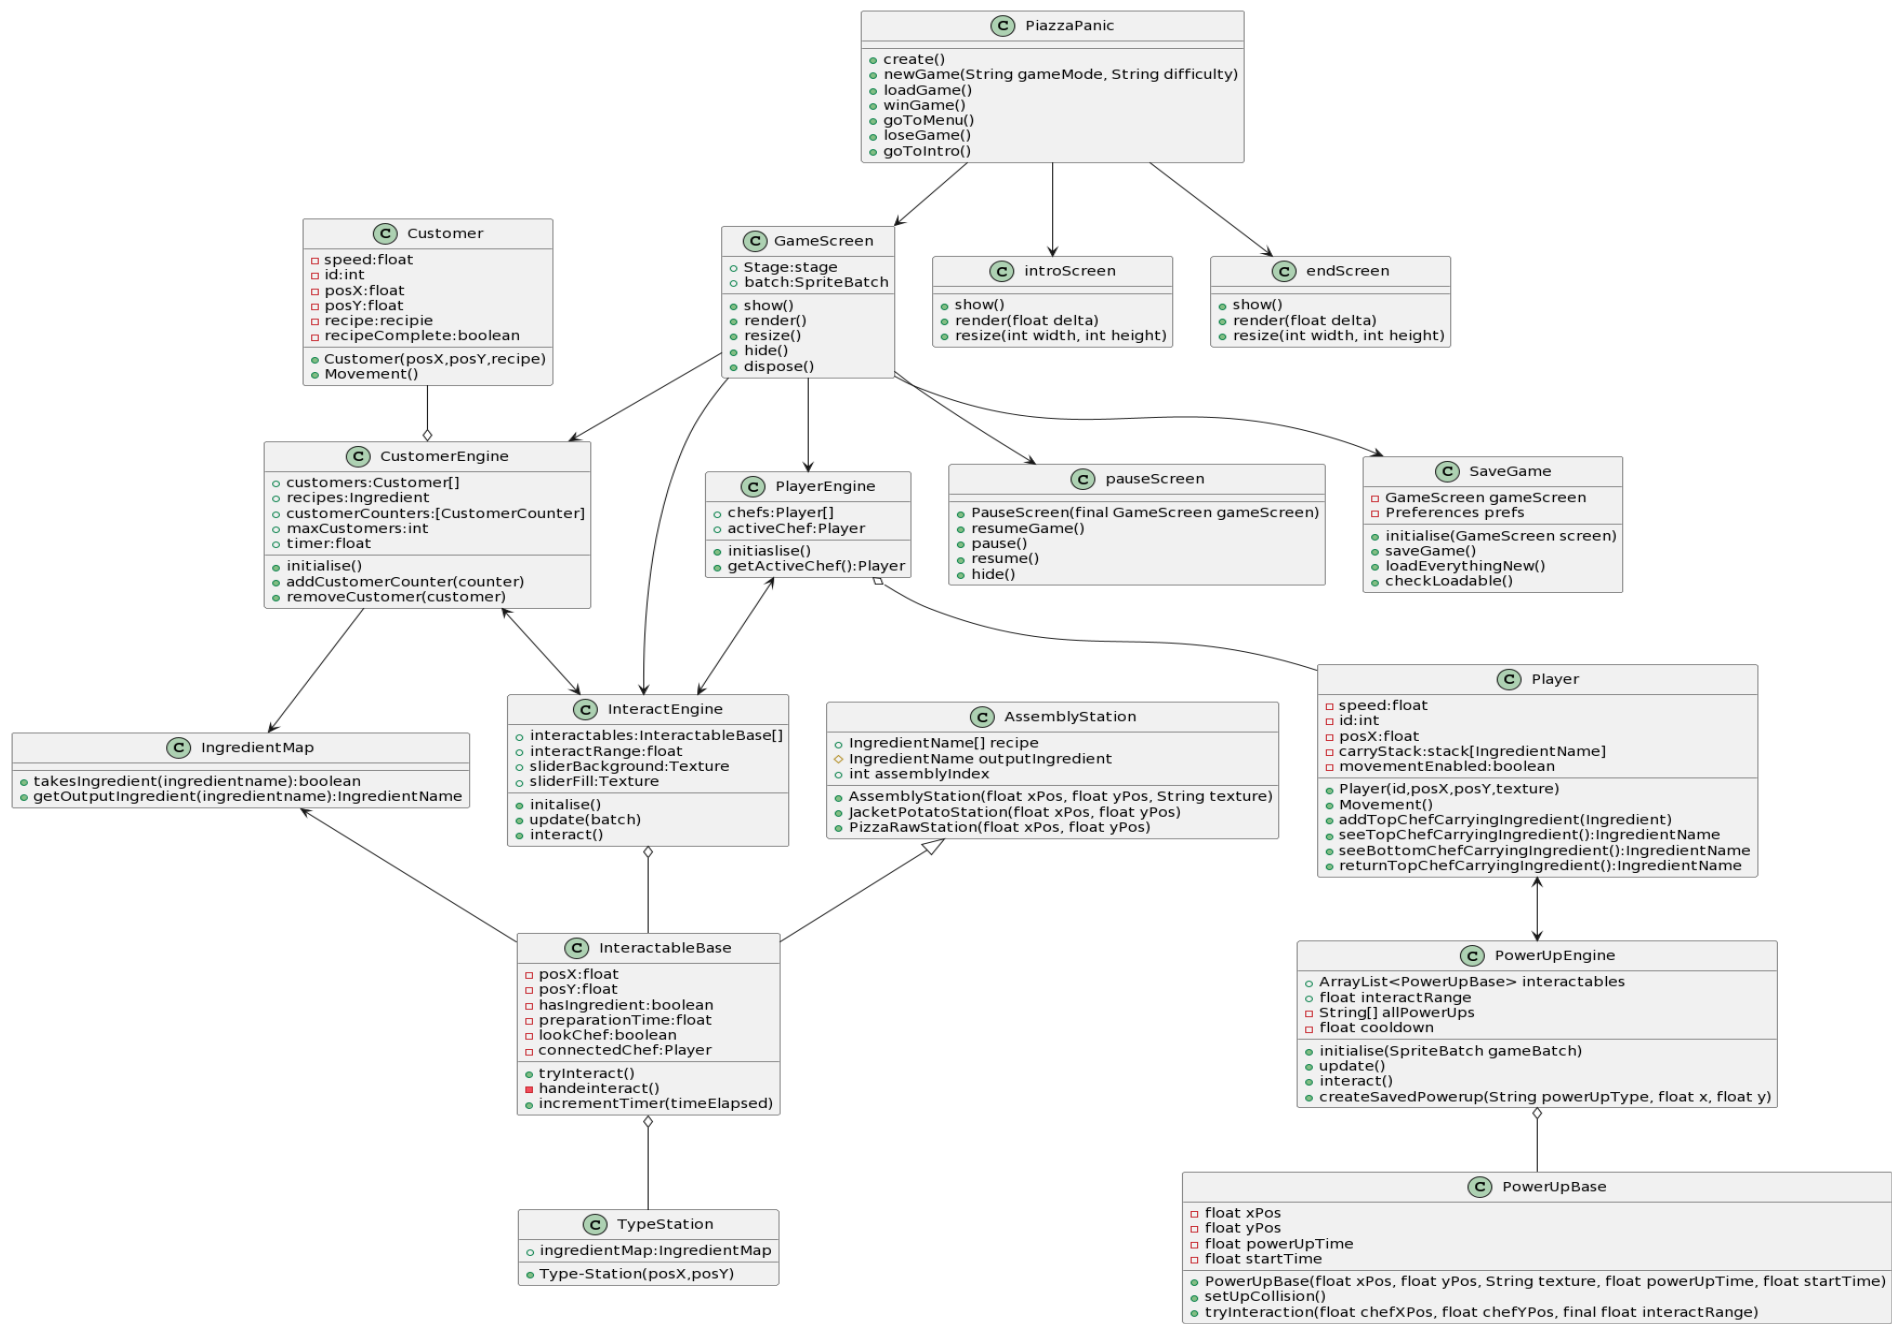 PiazzaPanic
create()
newGame(String gameMode, String difficulty)
loadGame()
winGame()
goToMenu()
loseGame()
goToIntro()
Customer
speed:float
id:int
posX:float
posY:float
recipe:recipie
recipeComplete:boolean
Customer(posX,posY,recipe)
Movement()
GameScreen
Stage:stage
batch:SpriteBatch
show()
render()
resize()
hide()
dispose()
introScreen
show()
render(float delta)
resize(int width, int height)
endScreen
show()
render(float delta)
resize(int width, int height)
CustomerEngine
customers:Customer[]
recipes:Ingredient
customerCounters:[CustomerCounter]
maxCustomers:int
timer:float
initialise()
addCustomerCounter(counter)
removeCustomer(customer)
PlayerEngine
chefs:Player[]
activeChef:Player
initiaslise()
getActiveChef():Player
pauseScreen
PauseScreen(final GameScreen gameScreen)
resumeGame()
pause()
resume()
hide()
SaveGame
GameScreen gameScreen
Preferences prefs
initialise(GameScreen screen)
saveGame()
loadEverythingNew()
checkLoadable()
IngredientMap
takesIngredient(ingredientname):boolean
getOutputIngredient(ingredientname):IngredientName
InteractEngine
interactables:InteractableBase[]
interactRange:float
sliderBackground:Texture
sliderFill:Texture
initalise()
update(batch)
interact()
AssemblyStation
IngredientName[] recipe
IngredientName outputIngredient
int assemblyIndex
AssemblyStation(float xPos, float yPos, String texture)
JacketPotatoStation(float xPos, float yPos)
PizzaRawStation(float xPos, float yPos)
Player
speed:float
id:int
posX:float
carryStack:stack[IngredientName]
movementEnabled:boolean
Player(id,posX,posY,texture)
Movement()
addTopChefCarryingIngredient(Ingredient)
seeTopChefCarryingIngredient():IngredientName
seeBottomChefCarryingIngredient():IngredientName
returnTopChefCarryingIngredient():IngredientName
InteractableBase
posX:float
posY:float
hasIngredient:boolean
preparationTime:float
lookChef:boolean
connectedChef:Player
tryInteract()
handeinteract()
incrementTimer(timeElapsed)
PowerUpEngine
ArrayList<PowerUpBase> interactables
float interactRange
String[] allPowerUps
float cooldown
initialise(SpriteBatch gameBatch)
update()
interact()
createSavedPowerup(String powerUpType, float x, float y)
TypeStation
ingredientMap:IngredientMap
Type-Station(posX,posY)
PowerUpBase
float xPos
float yPos
float powerUpTime
float startTime
PowerUpBase(float xPos, float yPos, String texture, float powerUpTime, float startTime)
setUpCollision()
tryInteraction(float chefXPos, float chefYPos, final float interactRange)